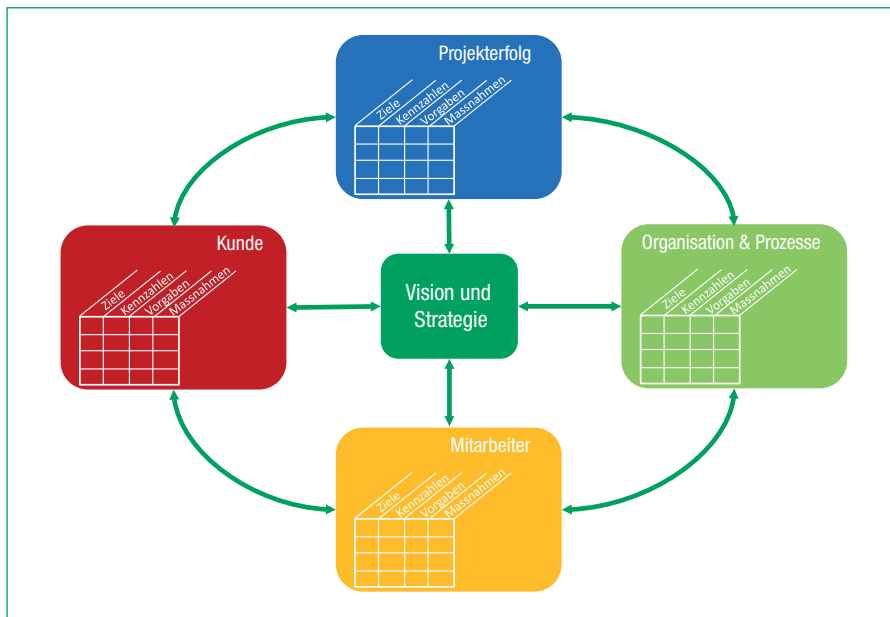 Projekterfolg
Ziele
Kennzahlen
Vorgaben
Massnahmen
Kunde
Ziele
Kennzahlen
Vorgaben
Massnahmen
Vision und
Strategie
Organisation & Prozesse
Ziele
Kennzahlen
Vorgaben
Massnahmen
Mitarbeiter
Ziele
Kennzahlen
Vorgaben
Massnahmen